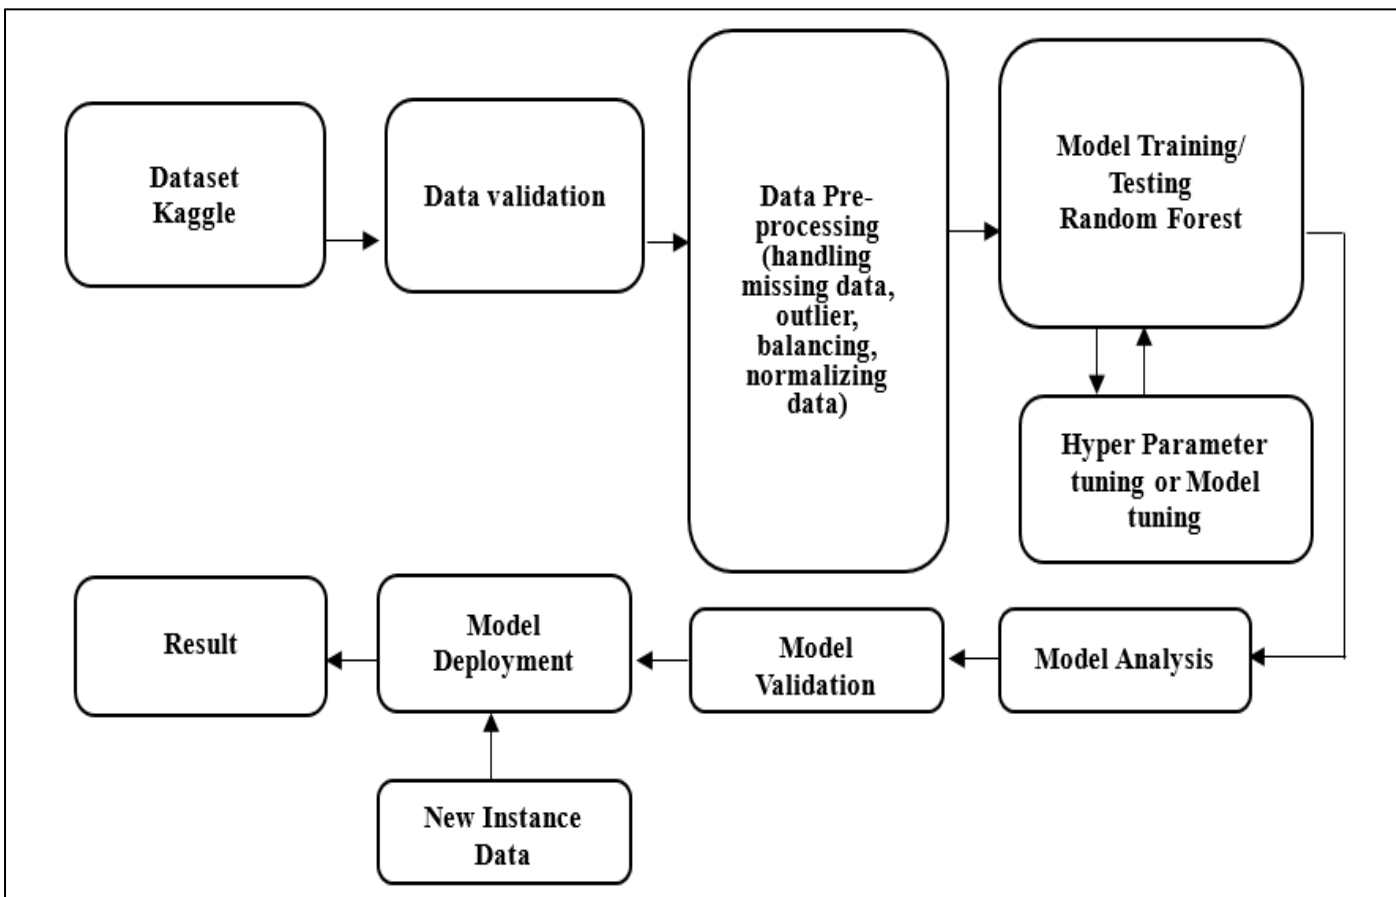 Dataset
Kaggle
Data validation
Data Pre-
processing
(handling
missing data,
outlier,
balancing,
normalizing
data)
Model Training/
Testing
Random Forest
Hyper Parameter
tuning or Model
tuning
Result
Model
Deployment
Model
Validation
Model Analysis
New Instance
Data